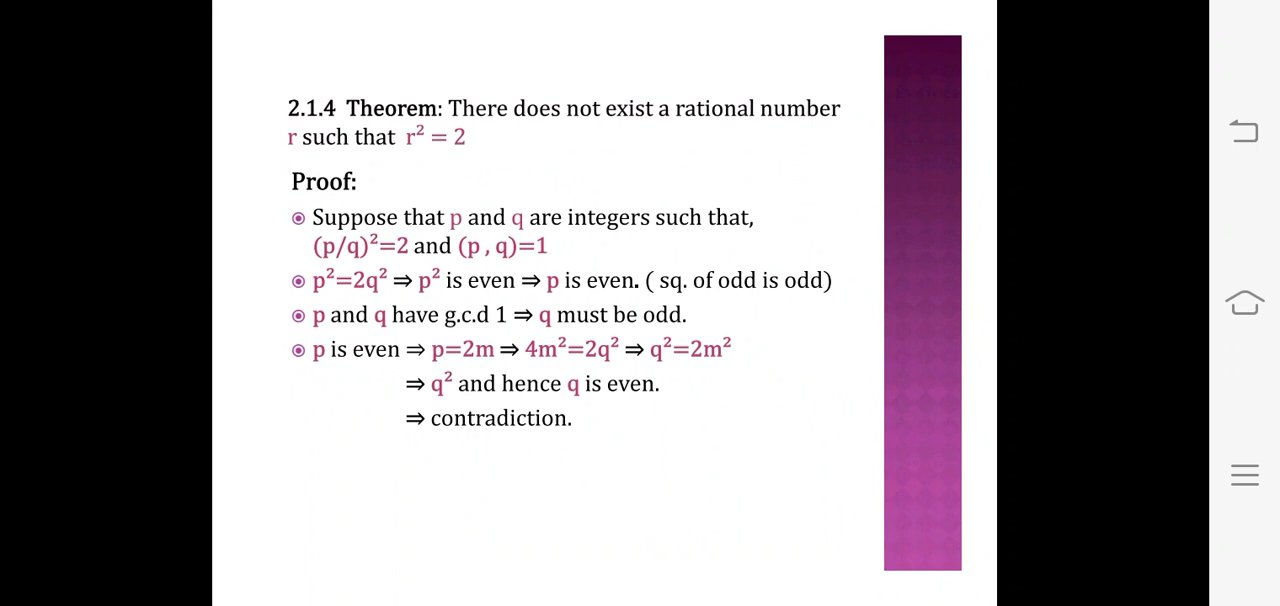 2.1.4 Theorem: There does not exist a rational number
r such that r² = 2
Proof:
Suppose that p and q are integers such that,
(p/q)²=2 and (p , q)=1
p²=2q² ⇒ p² is even ⇒ p is even. ( sq. of odd is odd)
p and q have g.c.d 1 ⇒ q must be odd.
p is even ⇒ p=2m ⇒ 4m²=2q² ⇒ q²=2m²
⇒ q² and hence q is even.
⇒ contradiction.